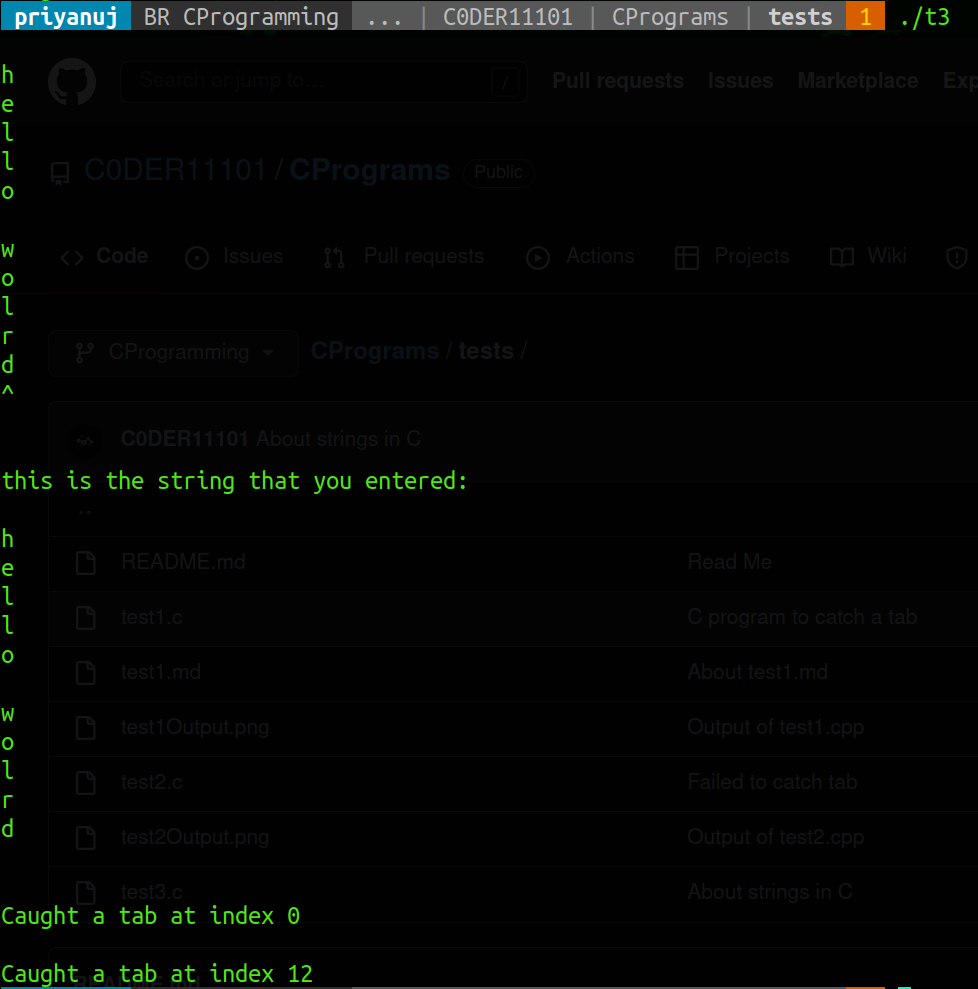 priyanuj BR CProgramming ... | C0DER11101 | CPrograms | tests 1 ./t3
h
e
l
l
o
w
o
l
r
d
^
this is the string that you entered:
h
e
l
l
o
w
o
l
r
d
Caught a tab at index 0
Caught a tab at index 12
Search or jump to... / Pull requests Issues Marketplace Exp
C0DER11101 / CPrograms Public
<> Code Issues Pull requests Actions Projects Wiki
CProgramming CPrograms / tests /
C0DER11101 About strings in C
..
README.md Read Me
test1.c C program to catch a tab
test1.md About test1.md
test1Output.png Output of test1.cpp
test2.c Failed to catch tab
test2Output.png Output of test2.cpp
test3.c About strings in C
README.md